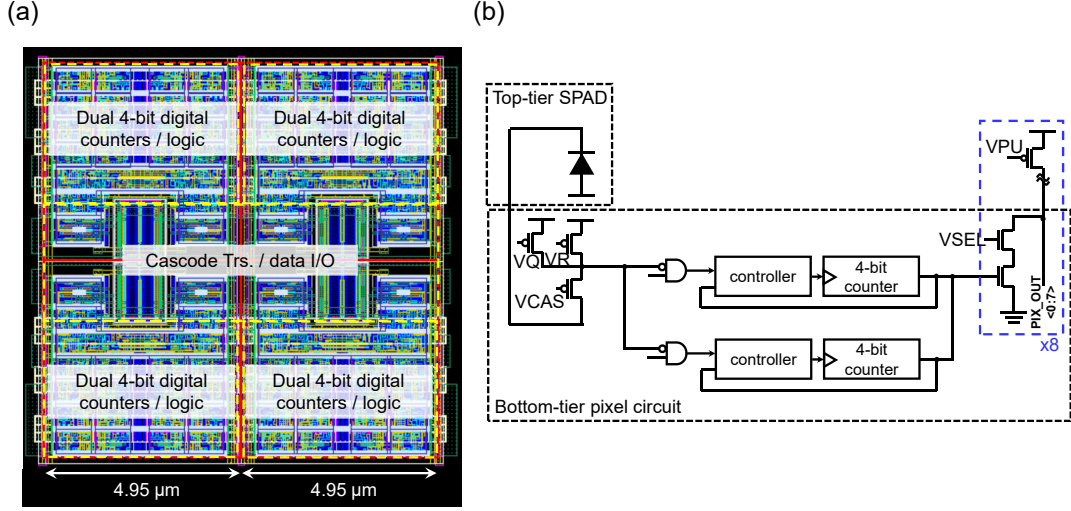 (a)
Dual 4-bit digital
counters / logic
Dual 4-bit digital
counters / logic
Cascode Trs. / data I/O
Dual 4-bit digital
counters / logic
Dual 4-bit digital
counters / logic
4.95 µm
4.95 µm
(b)
Top-tier SPAD
VPU
VQ
VR
VCAS
VSEL
controller
4-bit
counter
PIX_OUT
<0:7>
x8
controller
4-bit
counter
Bottom-tier pixel circuit